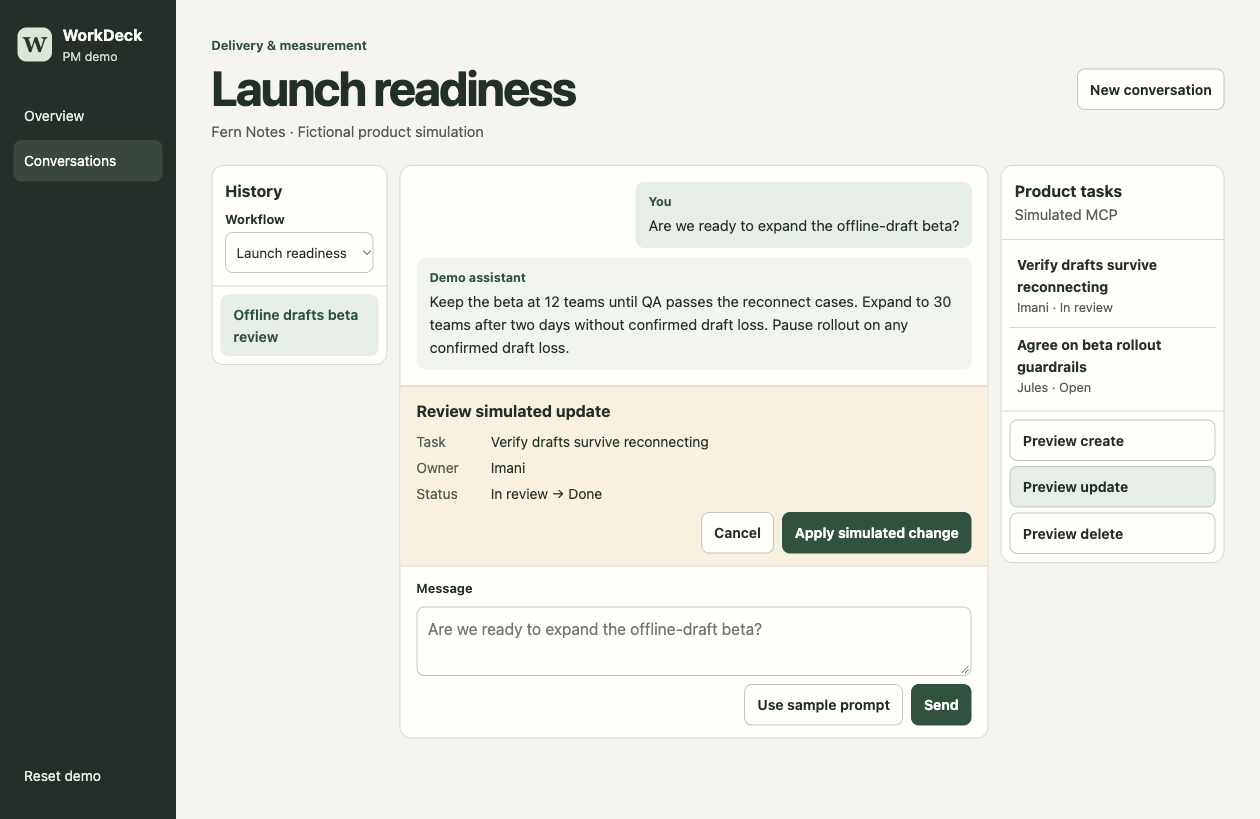 W
WorkDeck
PM demo
Overview
Conversations
Reset demo
Delivery & measurement
Launch readiness
Fern Notes · Fictional product simulation
New conversation
History
Workflow
Launch readiness
Offline drafts beta
review
You
Are we ready to expand the offline-draft beta?
Demo assistant
Keep the beta at 12 teams until QA passes the reconnect cases. Expand to 30
teams after two days without confirmed draft loss. Pause rollout on any
confirmed draft loss.
Review simulated update
Task Verify drafts survive reconnecting
Owner Imani
Status In review → Done
Cancel
Apply simulated change
Message
Are we ready to expand the offline-draft beta?
Use sample prompt
Send
Product tasks
Simulated MCP
Verify drafts survive
reconnecting
Imani · In review
Agree on beta rollout
guardrails
Jules · Open
Preview create
Preview update
Preview delete